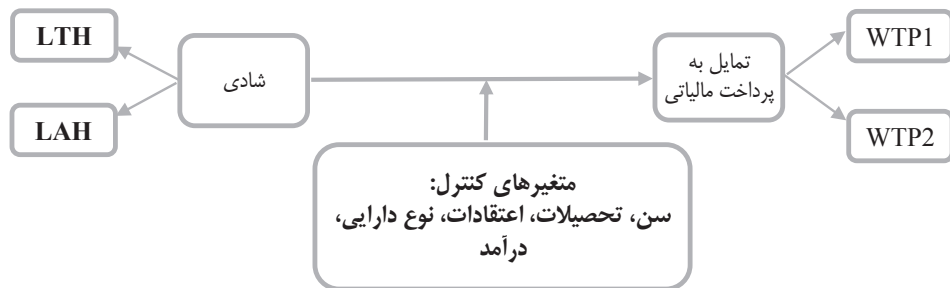 LTH
LAH
شادی
تمایل به
پرداخت مالیاتی
WTP1
WTP2
متغیرهای کنترل:
سن، تحصیلات، اعتقادات، نوع دارایی،
درآمد